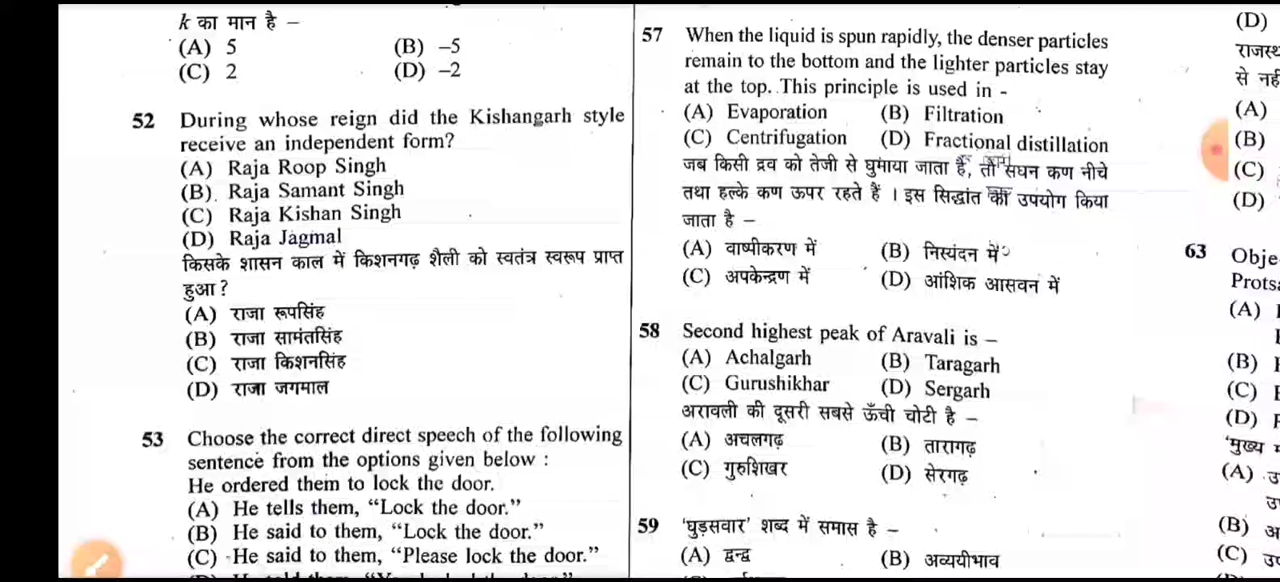 k का मान है –
(A) 5 (B) –5
(C) 2 (D) –2
52 During whose reign did the Kishangarh style
receive an independent form?
(A) Raja Roop Singh
(B) Raja Samant Singh
(C) Raja Kishan Singh
(D) Raja Jagmal
किसके शासन काल में किशनगढ़ शैली को स्वतंत्र स्वरूप प्राप्त
हुआ ?
(A) राजा रूपसिंह
(B) राजा सामंतसिंह
(C) राजा किशनसिंह
(D) राजा जगमाल
53 Choose the correct direct speech of the following
sentence from the options given below :
He ordered them to lock the door.
(A) He tells them, “Lock the door.”
(B) He said to them, “Lock the door.”
(C) He said to them, “Please lock the door.”
57 When the liquid is spun rapidly, the denser particles
remain to the bottom and the lighter particles stay
at the top. This principle is used in -
(A) Evaporation (B) Filtration
(C) Centrifugation (D) Fractional distillation
जब किसी द्रव को तेजी से घुमाया जाता है, तो सघन कण नीचे
तथा हल्के कण ऊपर रहते हैं । इस सिद्धांत का उपयोग किया
जाता है –
(A) वाष्पीकरण में (B) निस्यंदन में
(C) अपकेन्द्रण में (D) आंशिक आसवन में
58 Second highest peak of Aravali is –
(A) Achalgarh (B) Taragarh
(C) Gurushikhar (D) Sergarh
अरावली की दूसरी सबसे ऊँची चोटी है –
(A) अचलगढ़ (B) तारागढ़
(C) गुरुशिखर (D) सेरगढ़
59 ‘घुड़सवार’ शब्द में समास है –
(A) द्वन्द्व (B) अव्ययीभाव
(D)
से नहीं
(A)
(B)
(C)
(D)
63
(A)
(B)
(C)
(D)
‘मुख्य
(A)
(B)
(C)